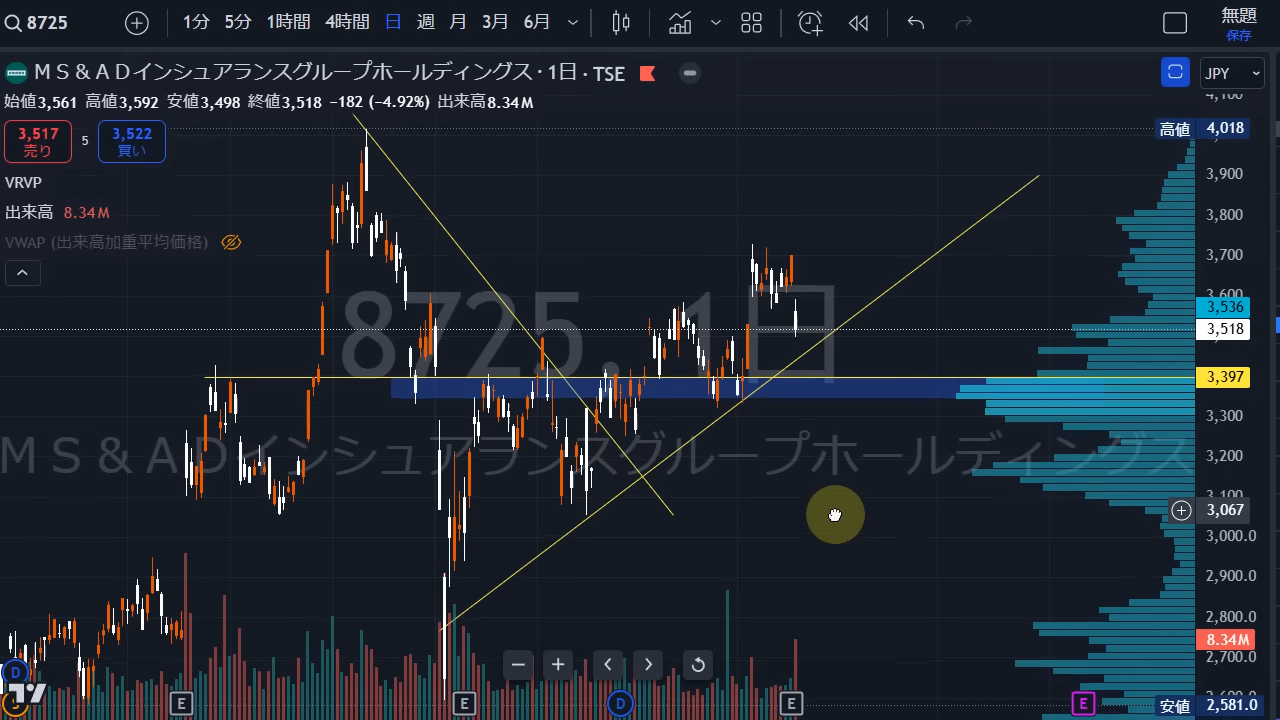 8725 1分 5分 1時間 4時間 日 週 月 3月 6月 無題
保存
ＭＳ＆ＡＤインシュアランスグループホールディングス・1日・TSE JPY
始値3,561 高値3,592 安値3,498 終値3,518 −182 (−4.92%) 出来高8.34M
3,517 売り 5 3,522 買い
VRVP
出来高 8.34M
VWAP (出来高加重平均価格)
8725, 1日
ＭＳ＆ＡＤインシュアランスグループホールディングス
4,100
高値 4,018
3,900
3,800
3,700
3,600
3,536
3,518
3,397
3,300
3,200
3,100
3,067
3,000.0
2,900.0
2,800.0
8.34M
2,700.0
2,600.0
安値 2,581.0
D
E E D E E